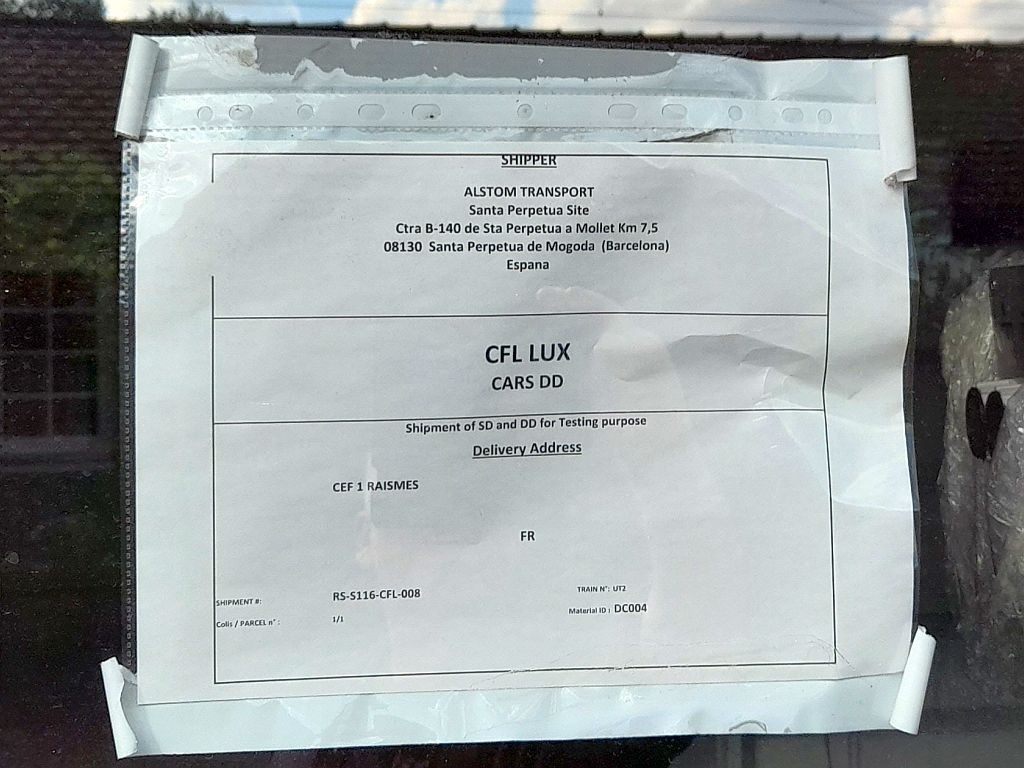 SHIPPER
ALSTOM TRANSPORT
Santa Perpetua Site
Ctra B-140 de Sta Perpetua a Mollet Km 7,5
08130 Santa Perpetua de Mogoda (Barcelona)
Espana
CFL LUX
CARS DD
Shipment of SD and DD for Testing purpose
Delivery Address
CEF 1 RAISMES
FR
SHIPMENT #: RS-S116-CFL-008 TRAIN N°: UT2
Colis / PARCEL n° : 1/1 Material ID : DC004